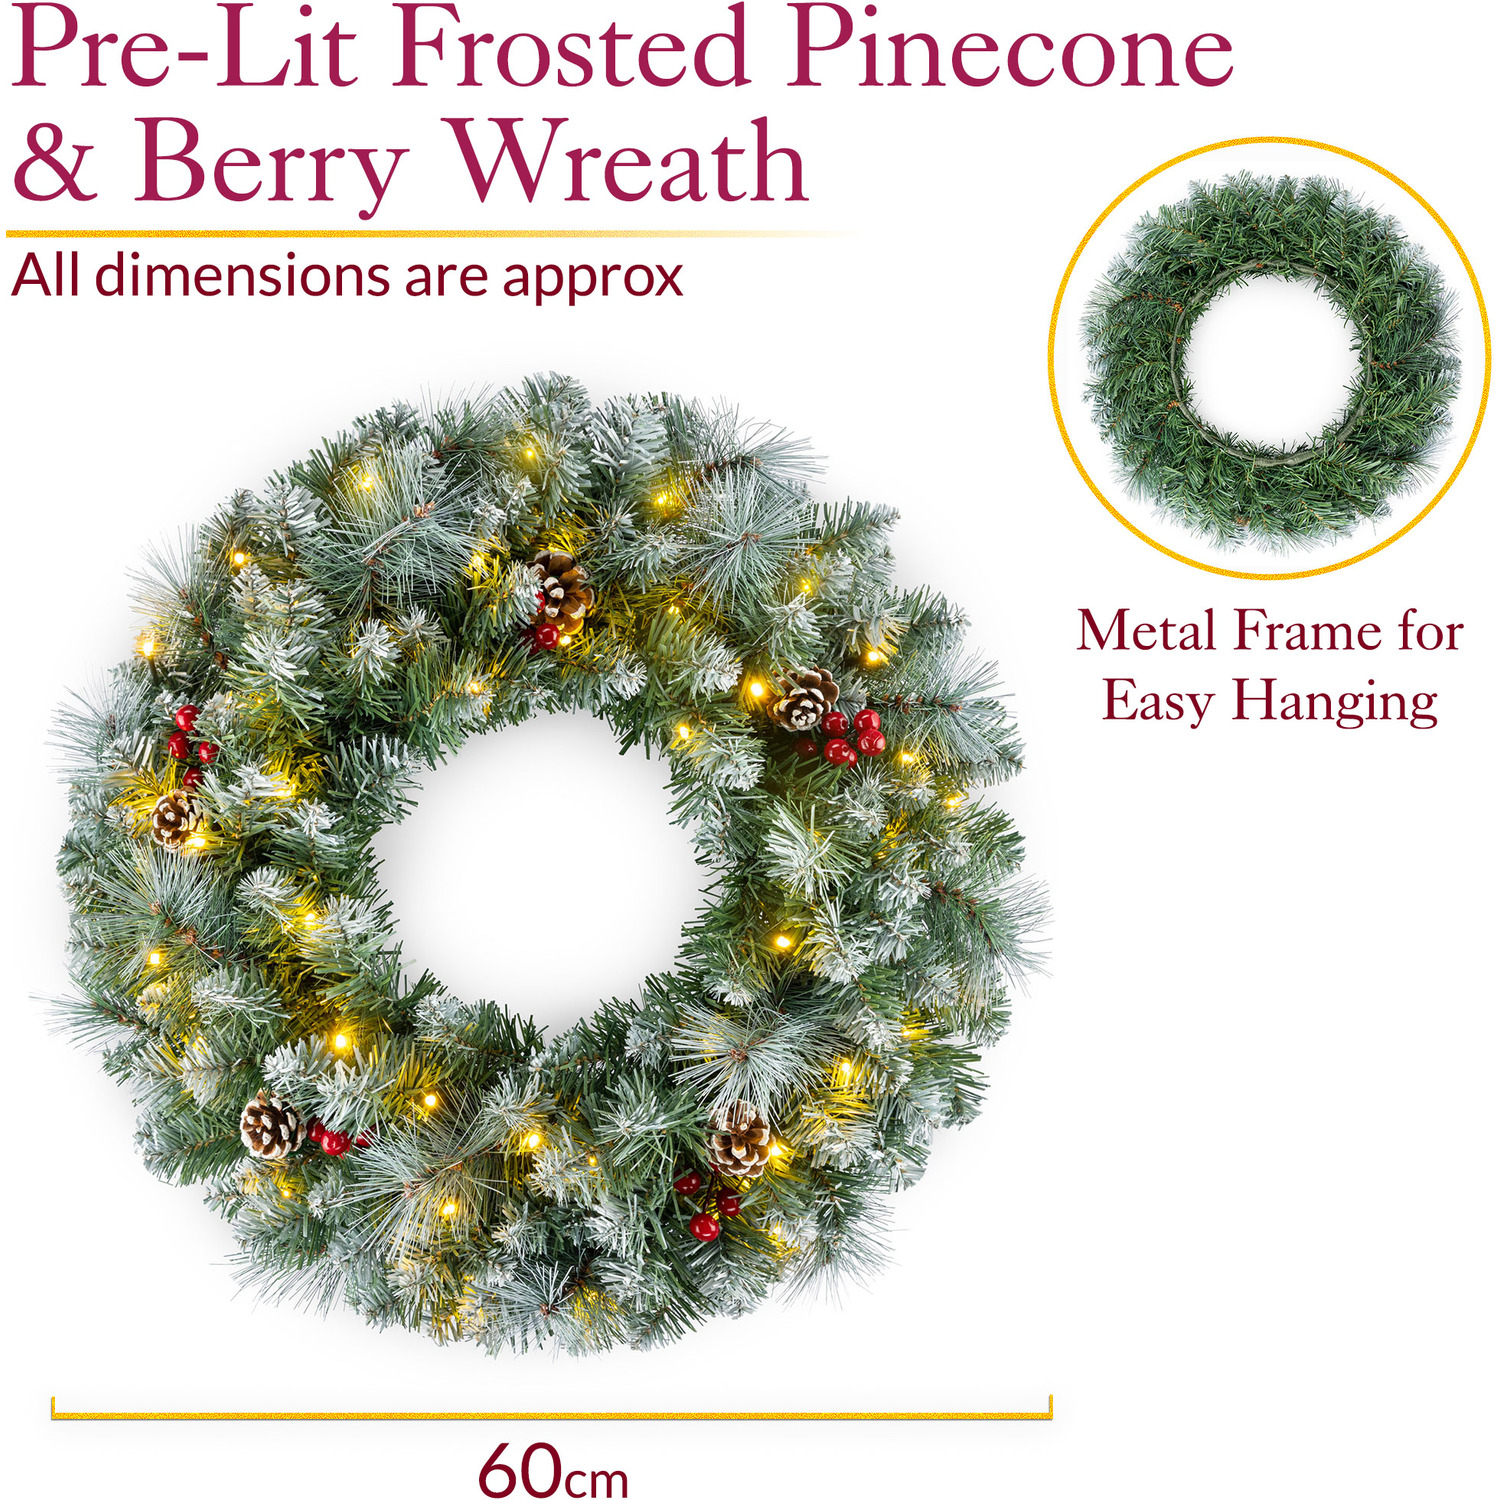 Pre-Lit Frosted Pinecone
& Berry Wreath
All dimensions are approx
Metal Frame for
Easy Hanging
60cm